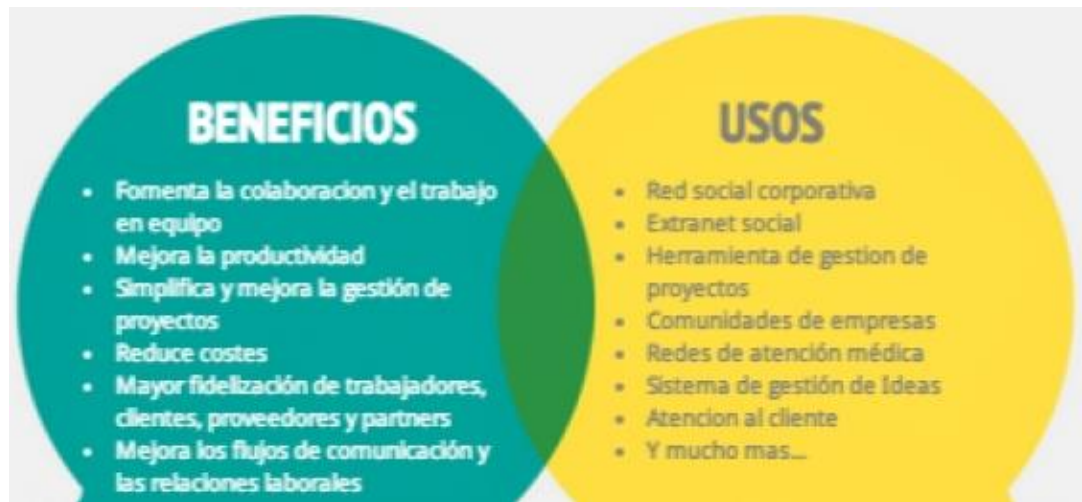 BENEFICIOS
• Fomenta la colaboracion y el trabajo
en equipo
• Mejora la productividad
• Simplifica y mejora la gestión de
proyectos
• Reduce costes
• Mayor fidelización de trabajadores,
clientes, proveedores y partners
• Mejora los flujos de comunicación y
las relaciones laborales
USOS
• Red social corporativa
• Extranet social
• Herramienta de gestion de
proyectos
• Comunidades de empresas
• Redes de atención médica
• Sistema de gestión de Ideas
• Atencion al cliente
• Y mucho mas...